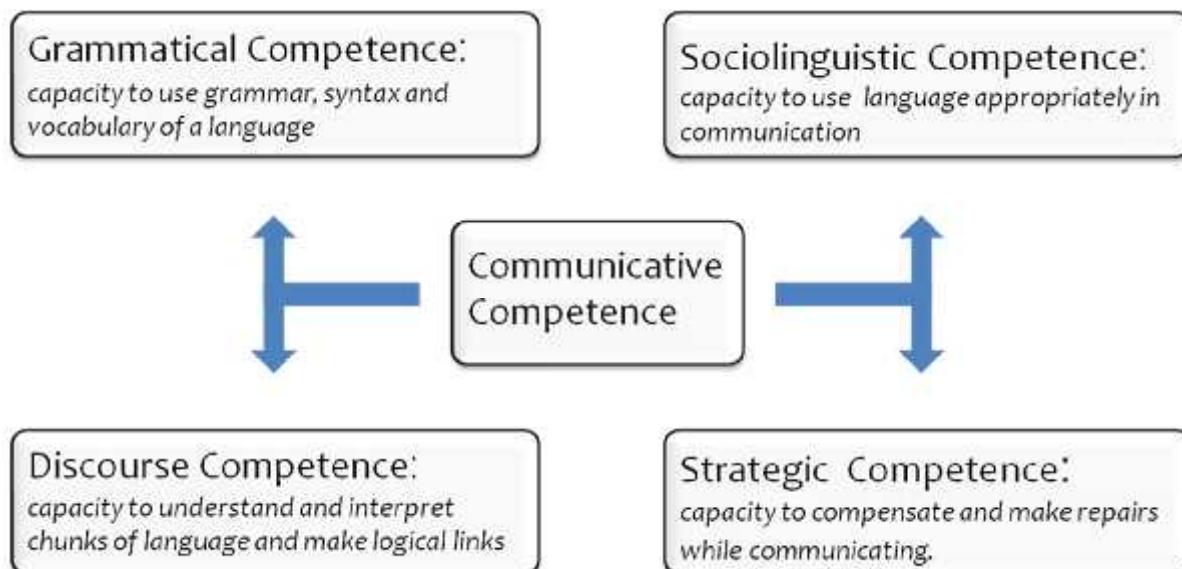 Grammatical Competence:
capacity to use grammar, syntax and
vocabulary of a language
Sociolinguistic Competence:
capacity to use language appropriately in
communication
Communicative
Competence
Discourse Competence:
capacity to understand and interpret
chunks of language and make logical links
Strategic Competence:
capacity to compensate and make repairs
while communicating.